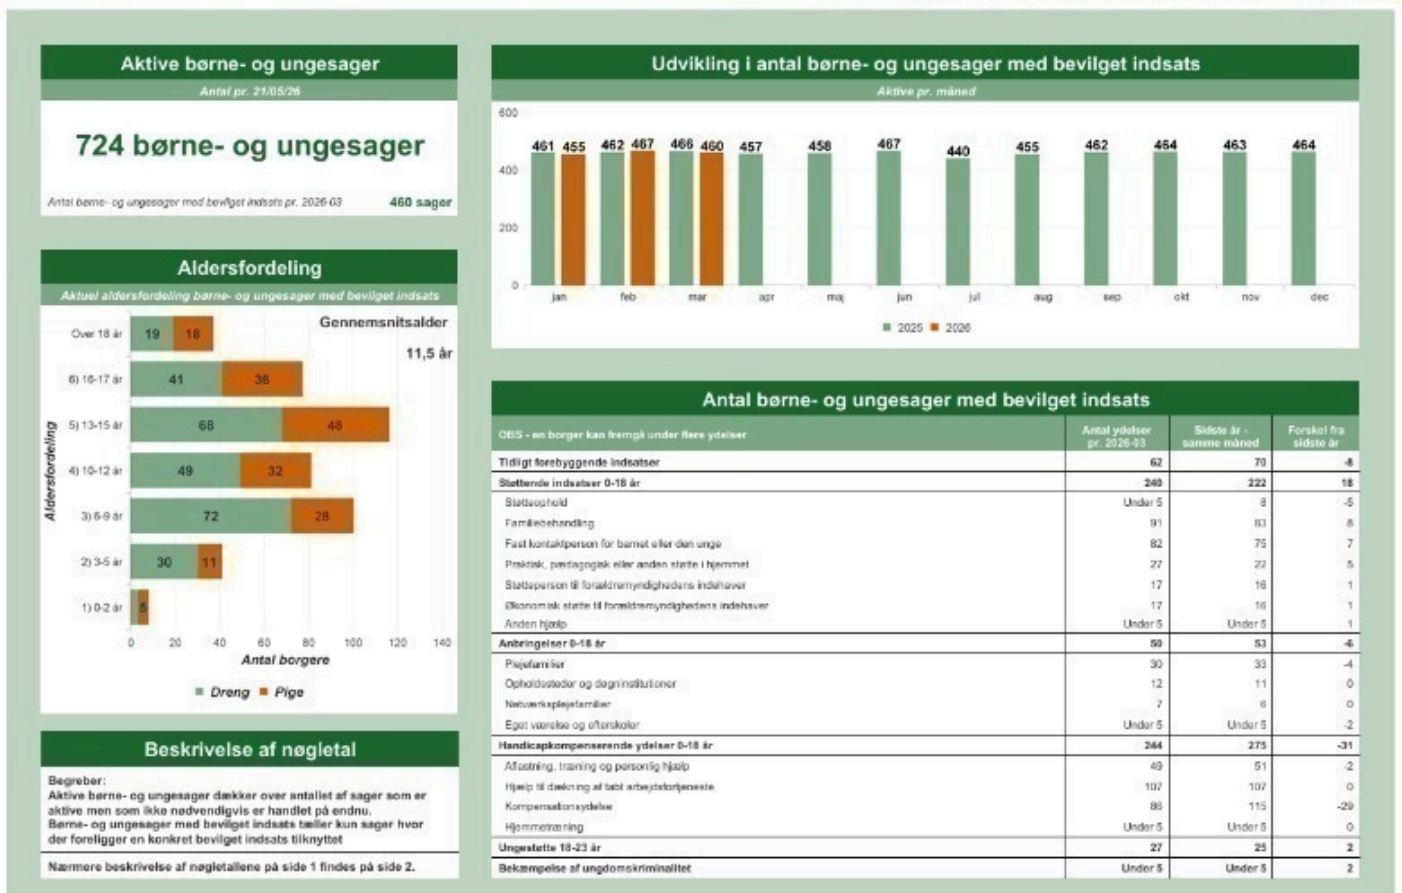 Aktive børne- og ungesager
Antal pr. 21/05/26
724 børne- og ungesager
Antal børne- og ungesager med bevilget indsats pr. 2026-03 460 sager
Aldersfordeling
Aktuel aldersfordeling børne- og ungesager med bevilget indsats
Gennemsnitsalder
11,5 år
Aldersfordeling
Over 18 år 19 18
6) 16-17 år 41 36
5) 13-15 år 68 48
4) 10-12 år 49 32
3) 6-9 år 72 28
2) 3-5 år 30 11
1) 0-2 år 5
0 20 40 60 80 100 120 140
Antal borgere
Dreng Pige
Beskrivelse af nøgletal
Begreber:
Aktive børne- og ungesager dækker over antallet af sager som er
aktive men som ikke nødvendigvis er handlet på endnu.
Børne- og ungesager med bevilget indsats tæller kun sager hvor
der foreligger en konkret bevilget indsats tilknyttet
Nærmere beskrivelse af nøgletallene på side 1 findes på side 2.
Udvikling i antal børne- og ungesager med bevilget indsats
Aktive pr. måned
600
400
200
0
461 455 462 467 466 460 457 458 467 440 455 462 464 463 464
jan feb mar apr maj jun jul aug sep okt nov dec
2025 2026
Antal børne- og ungesager med bevilget indsats
OBS - en borger kan fremgå under flere ydelser Antal ydelser pr. 2026-03 Sidste år - samme måned Forskel fra sidste år
Tidligt forebyggende indsatser 62 70 -8
Støttende indsatser 0-18 år 240 222 18
Støtteophold Under 5 8 -5
Familiebehandling 91 83 8
Fast kontaktperson for barnet eller den unge 82 75 7
Praktisk, pædagogisk eller anden støtte i hjemmet 27 22 5
Støtteperson til forældremyndighedens indehaver 17 16 1
Økonomisk støtte til forældremyndighedens indehaver 17 16 1
Anden hjælp Under 5 Under 5 1
Anbringelser 0-18 år 50 53 -6
Plejefamilier 30 33 -4
Opholdssteder og døgninstitutioner 12 11 0
Netværksplejefamilier 7 6 0
Eget værelse og efterskoler Under 5 Under 5 -2
Handicapkompenserende ydelser 0-18 år 244 275 -31
Aflastning, træning og personlig hjælp 49 51 -2
Hjælp til dækning af tabt arbejdsfortjeneste 107 107 0
Kompensationsydelse 86 115 -29
Hjemmetræning Under 5 Under 5 0
Ungestøtte 18-23 år 27 25 2
Bekæmpelse af ungdomskriminalitet Under 5 Under 5 2